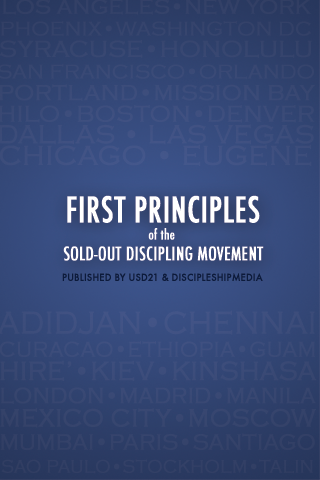 LOS ANGELES • NEW YORK
PHOENIX • WASHINGTON DC
SYRACUSE • HONOLULU
SAN FRANCISCO • ORLANDO
PORTLAND • MISSION BAY
HILO • BOSTON • DENVER
DALLAS • LAS VEGAS
CHICAGO • EUGENE
FIRST PRINCIPLES
of the
SOLD-OUT DISCIPLING MOVEMENT
PUBLISHED BY USD21 & DISCIPLESHIPMEDIA
ADIDJAN • CHENNAI
CURACAO • ETHIOPIA • GUAM
HIRE' • KIEV • KINSHASA
LONDON • MADRID • MANILA
MEXICO CITY • MOSCOW
MUMBAI • PARIS • SANTIAGO
SAO PAULO • STOCKHOLM • TALIN